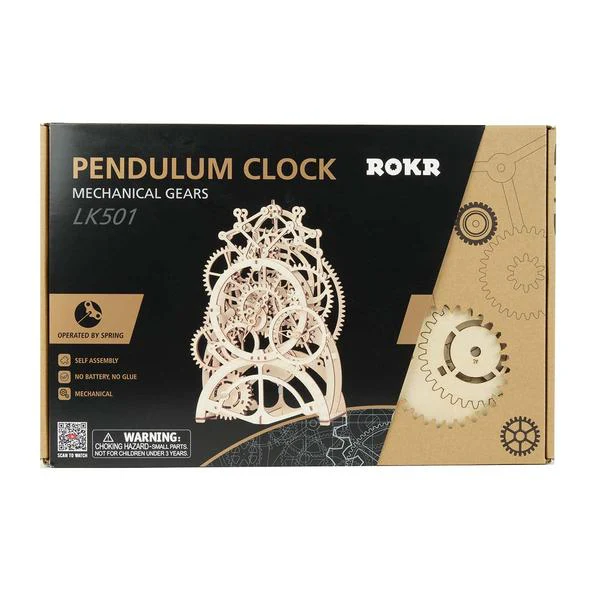 PENDULUM CLOCK
ROKR
MECHANICAL GEARS
LK501
OPERATED BY SPRING
SELF ASSEMBLY
NO BATTERY, NO GLUE
MECHANICAL
SCAN TO WATCH
WARNING:
CHOKING HAZARD-SMALL PARTS.
NOT FOR CHILDREN UNDER 3 YEARS.